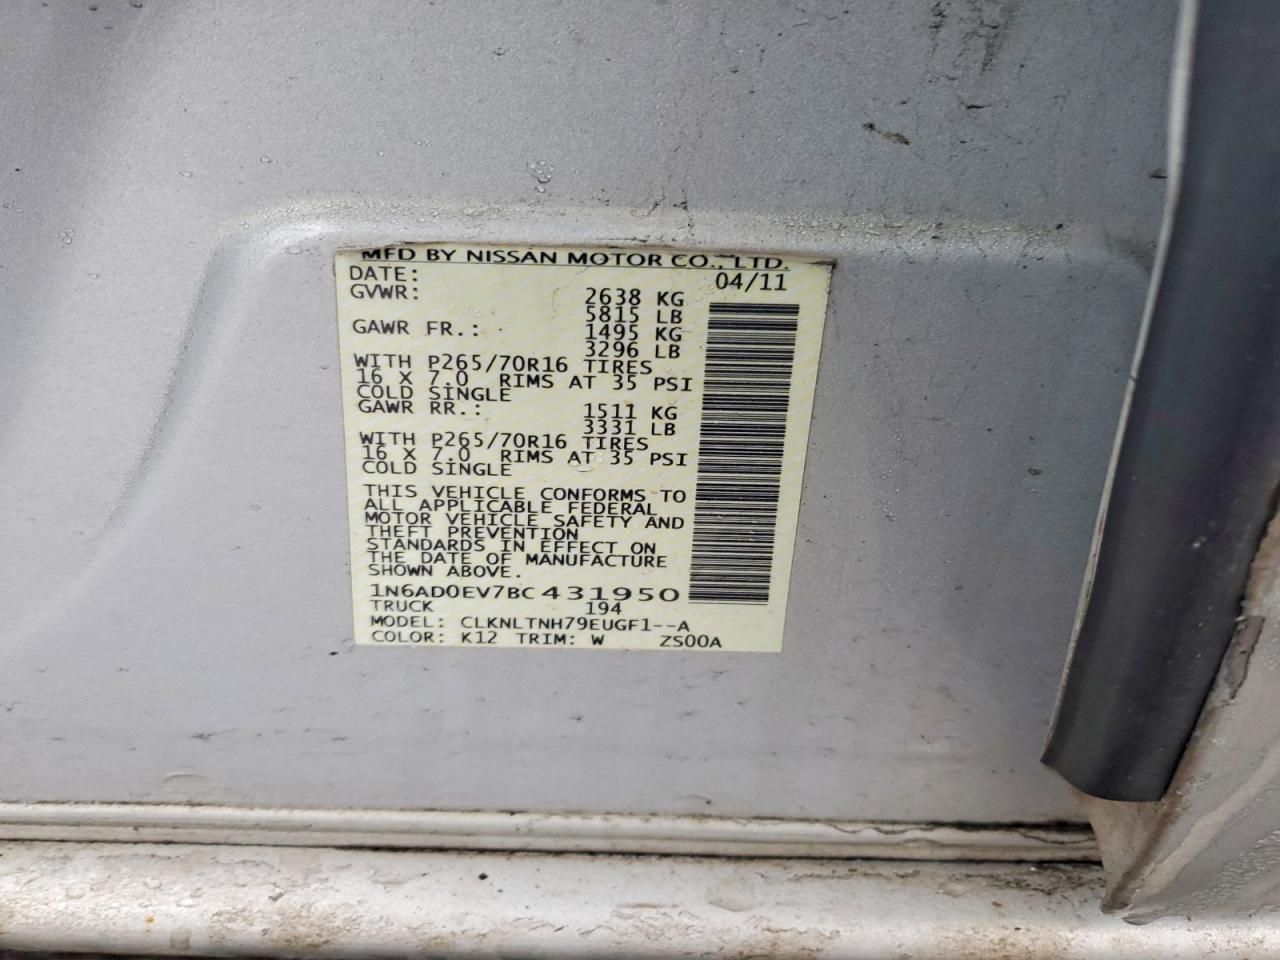 MFD BY NISSAN MOTOR CO., LTD.
DATE: 04/11
GVWR: 2638 KG
5815 LB
GAWR FR.: 1495 KG
3296 LB
WITH P265/70R16 TIRES
16 X 7.0 RIMS AT 35 PSI
COLD SINGLE
GAWR RR.: 1511 KG
3331 LB
WITH P265/70R16 TIRES
16 X 7.0 RIMS AT 35 PSI
COLD SINGLE
THIS VEHICLE CONFORMS TO
ALL APPLICABLE FEDERAL
MOTOR VEHICLE SAFETY AND
THEFT PREVENTION
STANDARDS IN EFFECT ON
THE DATE OF MANUFACTURE
SHOWN ABOVE.
1N6AD0EV7BC431950
TRUCK 194
MODEL: CLKNLTNH79EUGF1--A
COLOR: K12 TRIM: W ZS00A